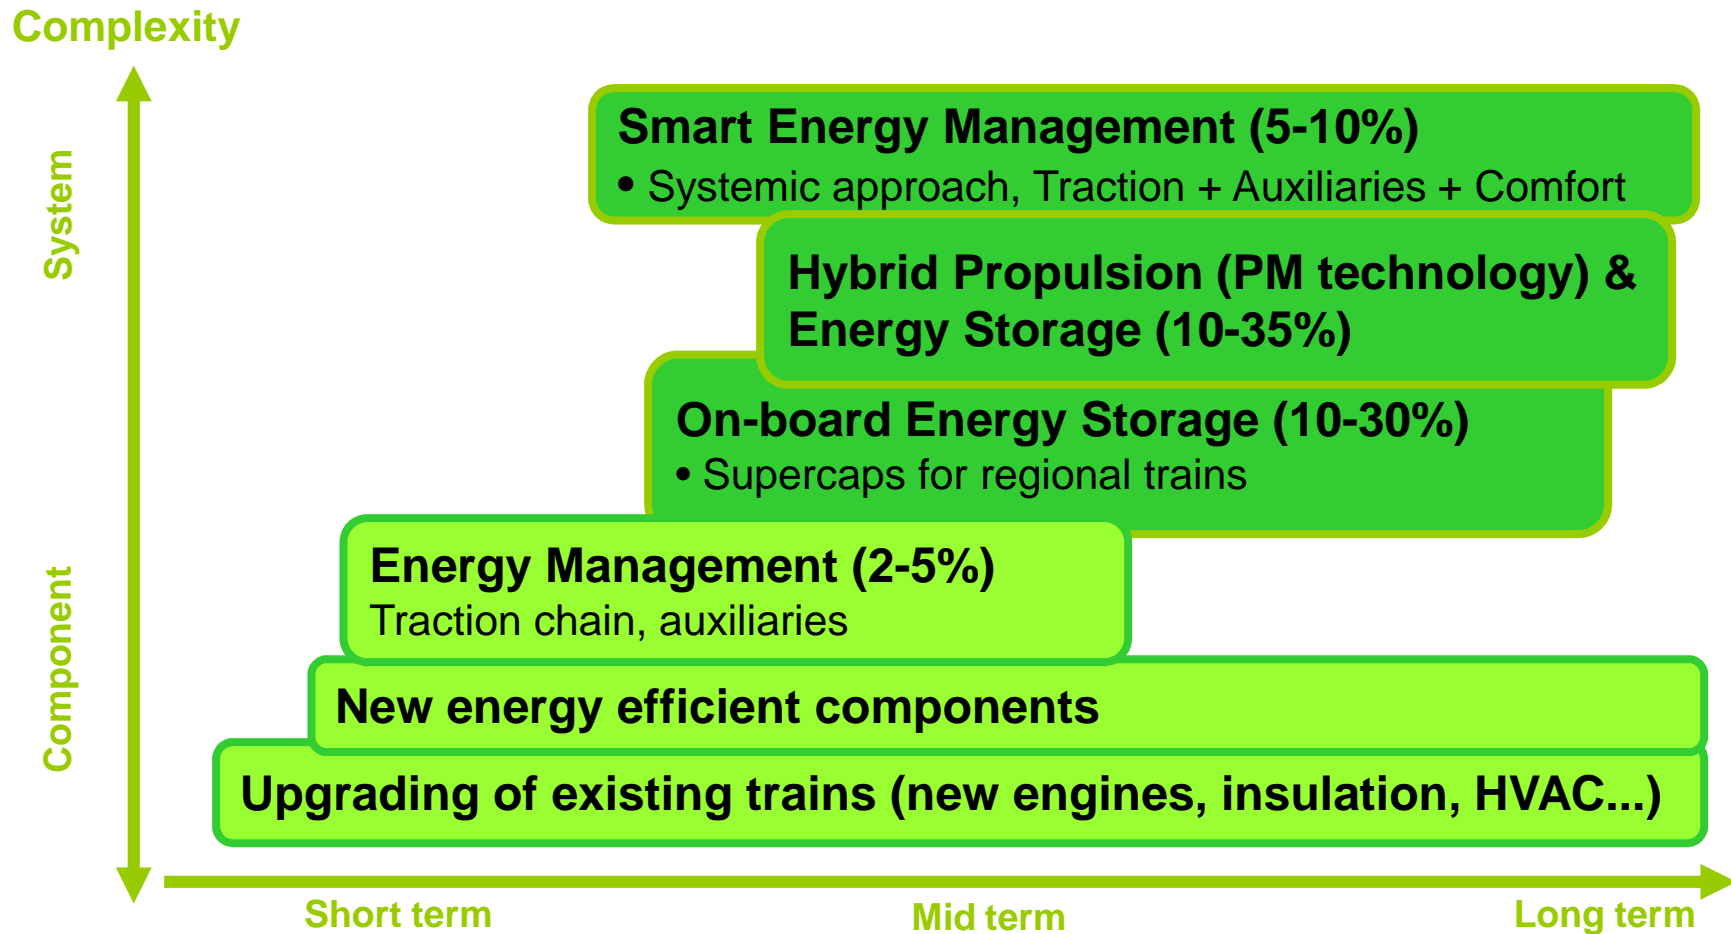 Complexity
System
Component
Smart Energy Management (5-10%)
• Systemic approach, Traction + Auxiliaries + Comfort
Hybrid Propulsion (PM technology) &
Energy Storage (10-35%)
On-board Energy Storage (10-30%)
• Supercaps for regional trains
Energy Management (2-5%)
Traction chain, auxiliaries
New energy efficient components
Upgrading of existing trains (new engines, insulation, HVAC...)
Short term
Mid term
Long term